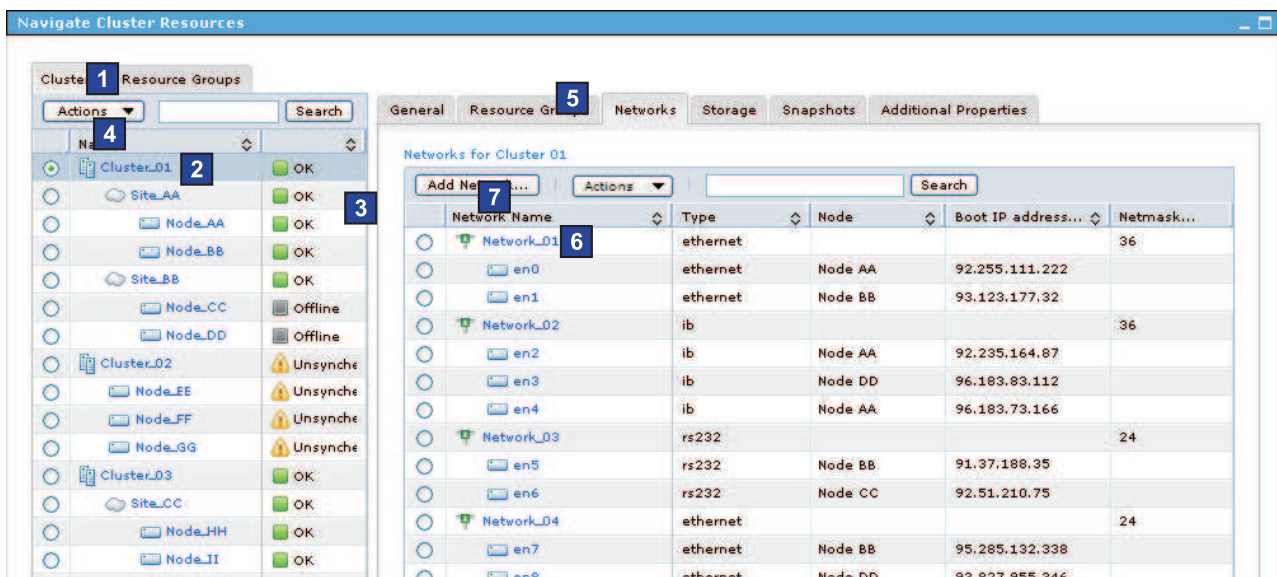 Navigate Cluster Resources
1 Resource Groups
5
General Networks Storage Snapshots Additional Properties
Actions Search
4
Networks for Cluster 01
Cluster_01 2 OK
Add 7 Actions Search
Site_AA OK
3
Network Name Type Node Boot IP address... Netmask...
Node_AA OK
Network_01 6 ethernet 36
Node_BB OK
en0 ethernet Node AA 92.255.111.222
Site_BB OK
en1 ethernet Node BB 93.123.177.32
Node_CC Offline
Network_02 ib 36
Node_DD Offline
en2 ib Node AA 92.235.164.87
Cluster_02 Unsynche
en3 ib Node DD 96.183.83.112
Node_EE Unsynche
en4 ib Node AA 96.183.73.166
Node_FF Unsynche
Network_03 rs232 24
Node_GG Unsynche
en5 rs232 Node BB 91.37.188.35
Cluster_03 OK
en6 rs232 Node CC 92.51.210.75
Site_CC OK
Network_04 ethernet 24
Node_HH OK
en7 ethernet Node BB 95.285.132.338
Node_II OK